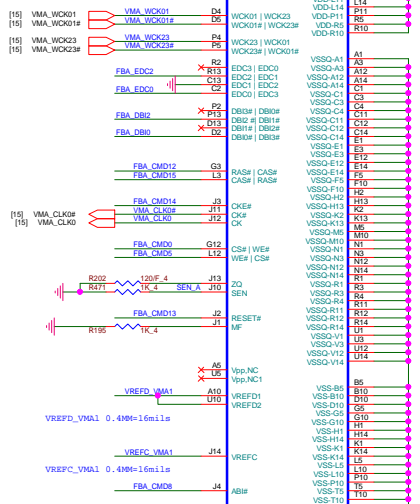 [15] VMA_WCK01 VMA_WCK01 D4 WCK01 | WCK23
[15] VMA_WCK01# VMA_WCK01# D5 WCK01# | WCK23#
[15] VMA_WCK23 VMA_WCK23 P4 WCK23 | WCK01
[15] VMA_WCK23# VMA_WCK23# P5 WCK23# | WCK01#
R2 EDC3 | EDC0
FBA_EDC2 R13 EDC2 | EDC1
C13 EDC1 | EDC2
FBA_EDC0 C2 EDC0 | EDC3
P2 DBI3# | DBI0#
FBA_DBI2 P13 DBI2 # | DBI1#
D13 DBI1# | DBI2#
FBA_DBI0 D2 DBI0# | DBI3#
FBA_CMD12 G3 RAS# | CAS#
FBA_CMD15 L3 CAS# | RAS#
FBA_CMD14 J3 CKE#
[15] VMA_CLK0# VMA_CLK0# J11 CK#
[15] VMA_CLK0 VMA_CLK0 J12 CK
FBA_CMD0 G12 CS# | WE#
FBA_CMD5 L12 WE# | CS#
R202 120/F_4 J13 ZQ
R471 1K_4 SEN_A J10 SEN
FBA_CMD13 J2 RESET#
R195 1K_4 J1 MF
A5 Vpp,NC
U5 Vpp,NC1
VREFD_VMA1 A10 VREFD1
U10 VREFD2
VREFD_VMA1 0.4MM=16mils
VREFC_VMA1 J14 VREFC
VREFC_VMA1 0.4MM=16mils
FBA_CMD8 J4 ABI#
L14
VDD-L14 P11
VDD-P11 R5
VDD-R5 R10
VDD-R10
VSSQ-A1 A1
VSSQ-A3 A3
VSSQ-A12 A12
VSSQ-A14 A14
VSSQ-C1 C1
VSSQ-C3 C3
VSSQ-C4 C4
VSSQ-C11 C11
VSSQ-C12 C12
VSSQ-C14 C14
VSSQ-E1 E1
VSSQ-E3 E3
VSSQ-E12 E12
VSSQ-E14 E14
VSSQ-F5 F5
VSSQ-F10 F10
VSSQ-H2 H2
VSSQ-H13 H13
VSSQ-K2 K2
VSSQ-K13 K13
VSSQ-M5 M5
VSSQ-M10 M10
VSSQ-N1 N1
VSSQ-N3 N3
VSSQ-N12 N12
VSSQ-N14 N14
VSSQ-R1 R1
VSSQ-R3 R3
VSSQ-R4 R4
VSSQ-R11 R11
VSSQ-R12 R12
VSSQ-R14 R14
VSSQ-V1 U1
VSSQ-V3 U3
VSSQ-V12 U12
VSSQ-V14 U14
VSS-B5 B5
VSS-B10 B10
VSS-D10 D10
VSS-G5 G5
VSS-G10 G10
VSS-H1 H1
VSS-H14 H14
VSS-K1 K1
VSS-K14 K14
VSS-L5 L5
VSS-L10 L10
VSS-P10 P10
VSS-T5 T5
VSS-T10 T10